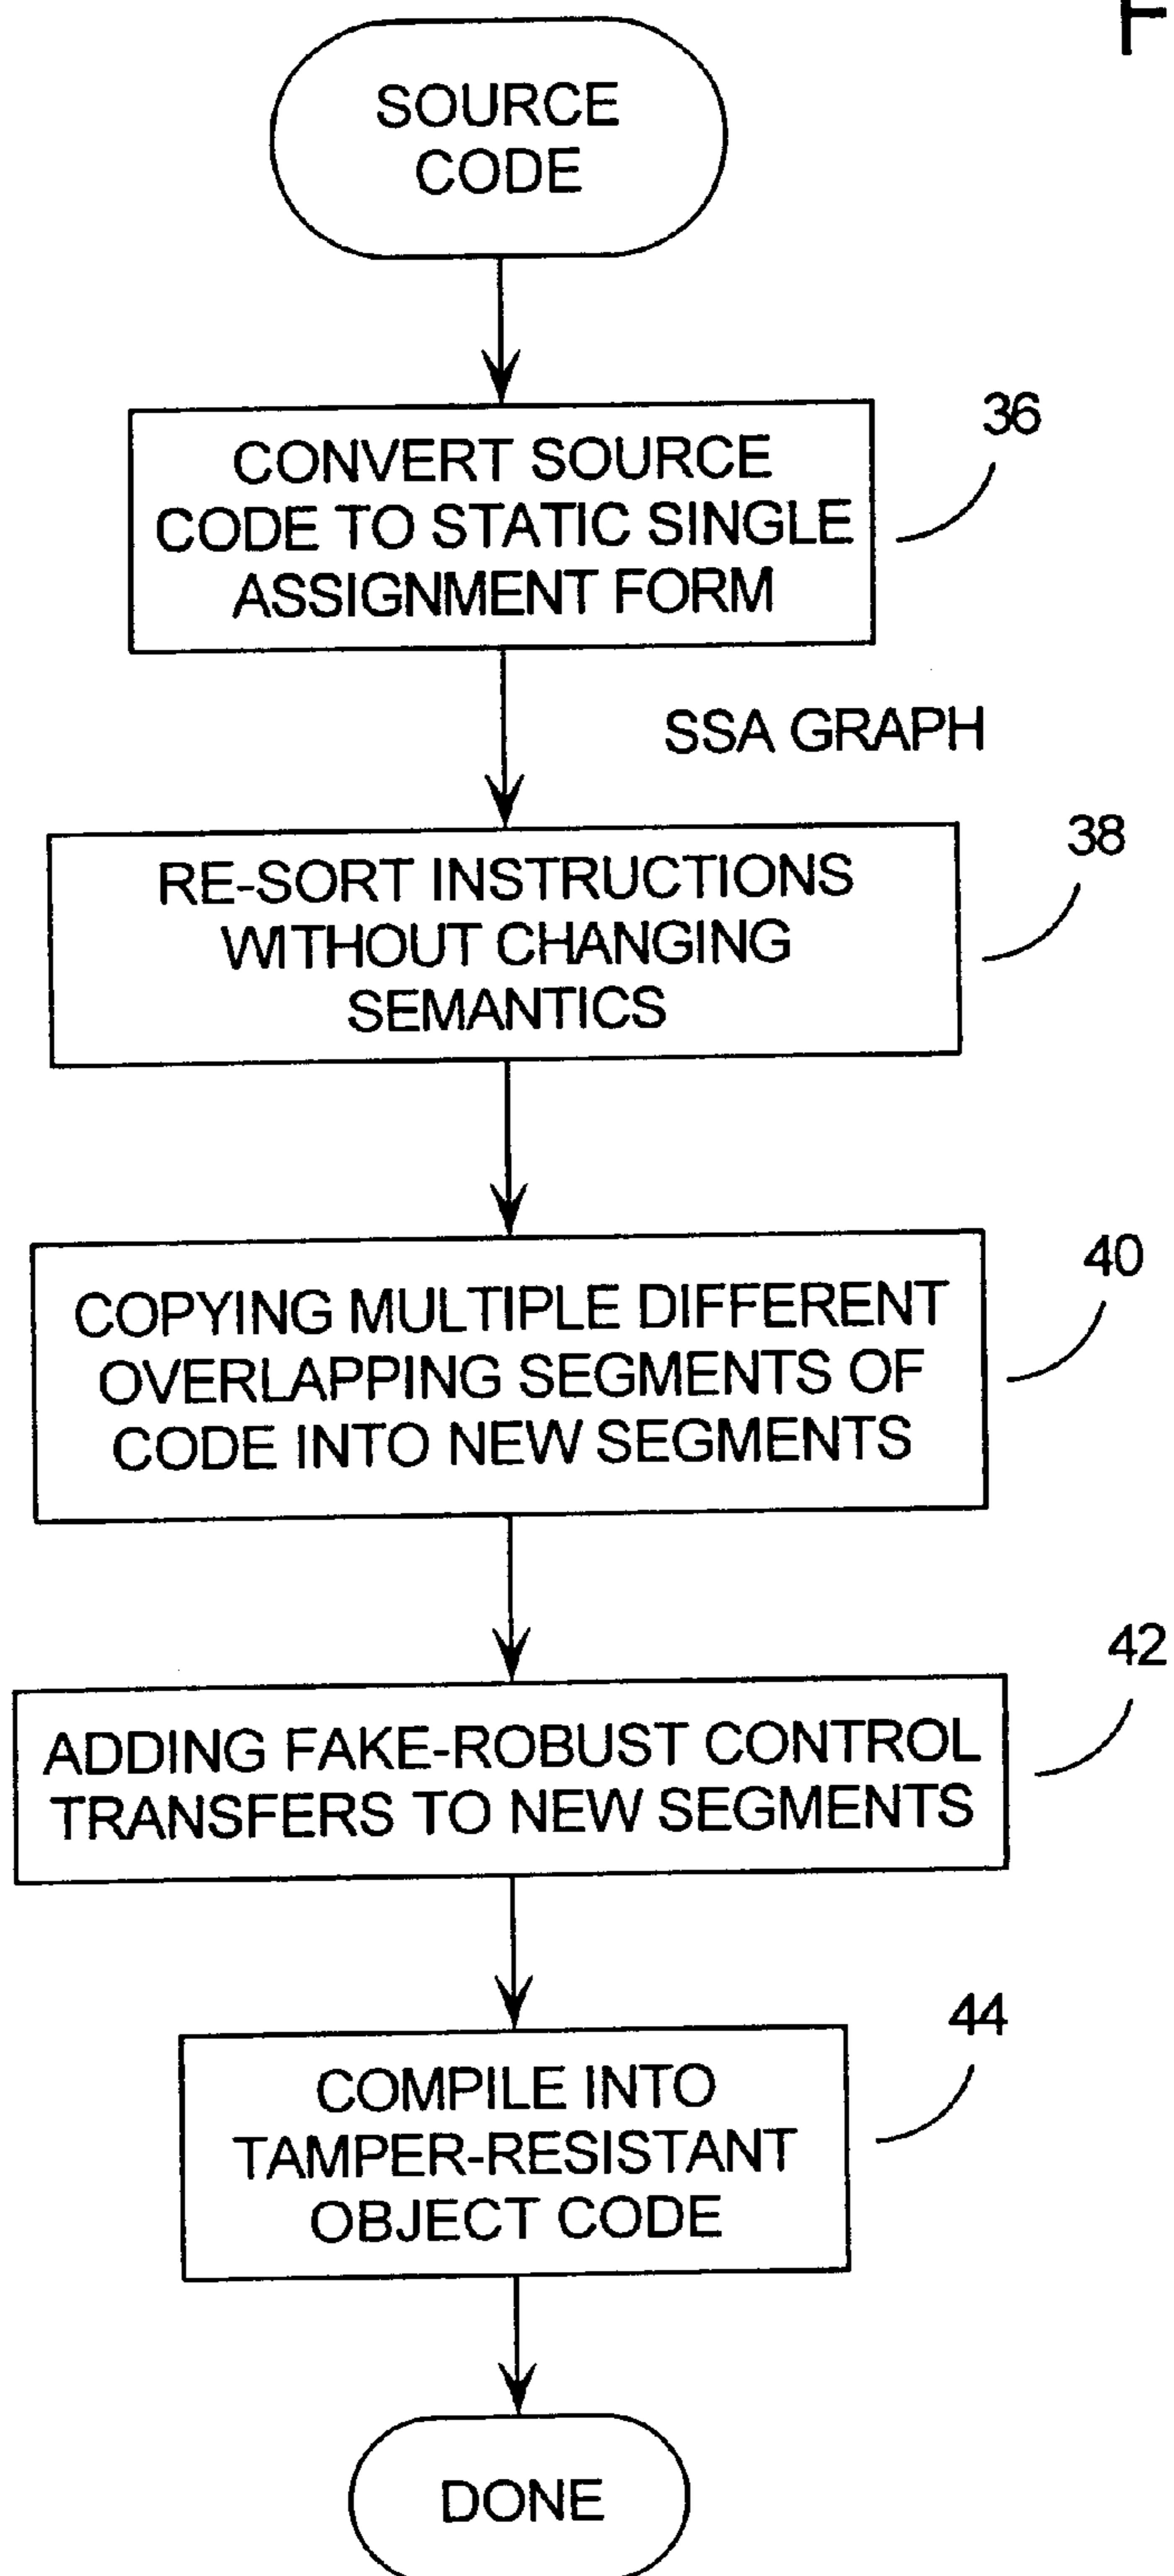 SOURCE
CODE
36
CONVERT SOURCE
CODE TO STATIC SINGLE
ASSIGNMENT FORM
SSA GRAPH
38
RE-SORT INSTRUCTIONS
WITHOUT CHANGING
SEMANTICS
40
COPYING MULTIPLE DIFFERENT
OVERLAPPING SEGMENTS OF
CODE INTO NEW SEGMENTS
42
ADDING FAKE-ROBUST CONTROL
TRANSFERS TO NEW SEGMENTS
44
COMPILE INTO
TAMPER-RESISTANT
OBJECT CODE
DONE